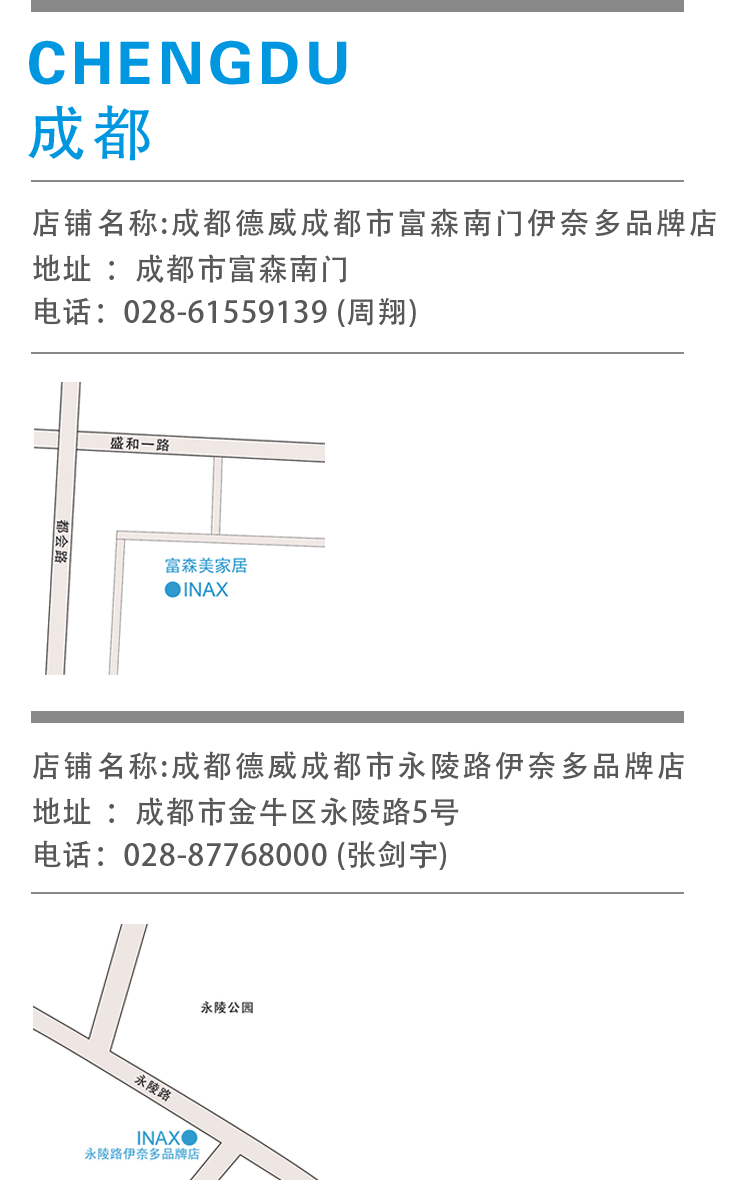 CHENGDU
成都
店铺名称:成都德威成都市富森南门伊奈多品牌店
地址 ： 成都市富森南门
电话： 028-61559139 (周翔)
盛和一路
都会路
富森美家居
INAX
店铺名称:成都德威成都市永陵路伊奈多品牌店
地址 ： 成都市金牛区永陵路5号
电话： 028-87768000 (张剑宇)
永陵公园
永陵路
INAX
永陵路伊奈多品牌店